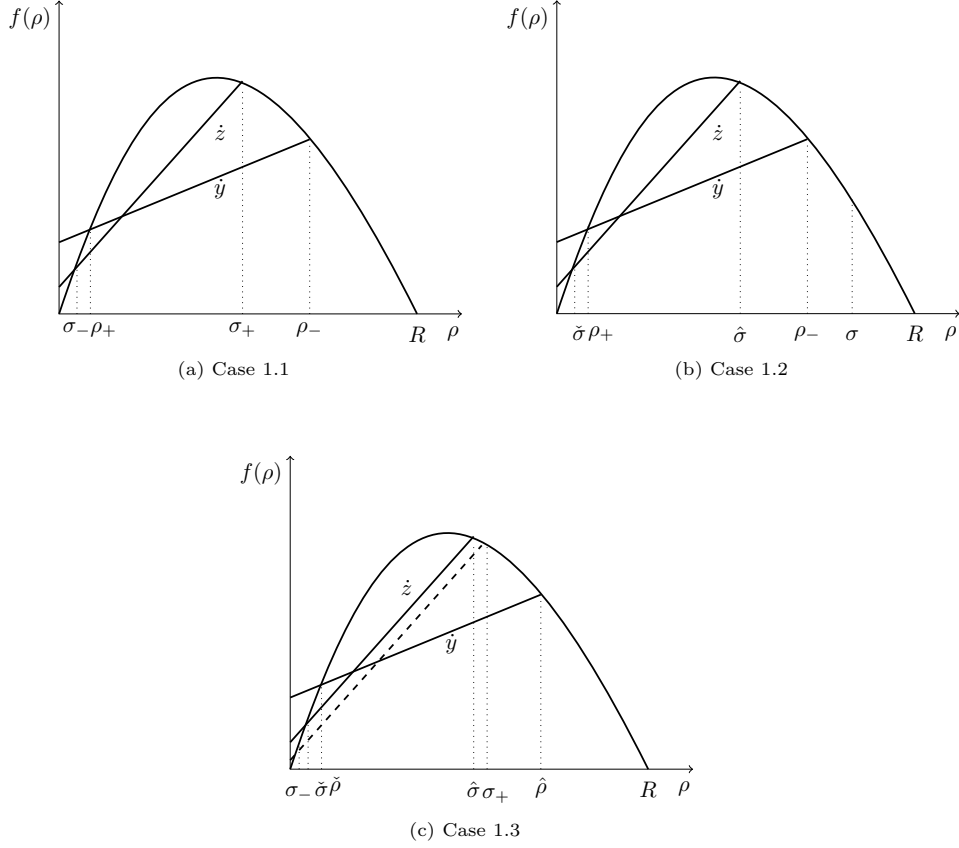 f(ρ)
ż
ẏ
σ₋ ρ₊ σ₊ ρ₋ R ρ
(a) Case 1.1
f(ρ)
ż
ẏ
σ̌ ρ₊ σ̂ ρ₋ σ R ρ
(b) Case 1.2
f(ρ)
ż
ẏ
σ₋ σ̌ ρ̌ σ̂ σ₊ ρ̂ R ρ
(c) Case 1.3